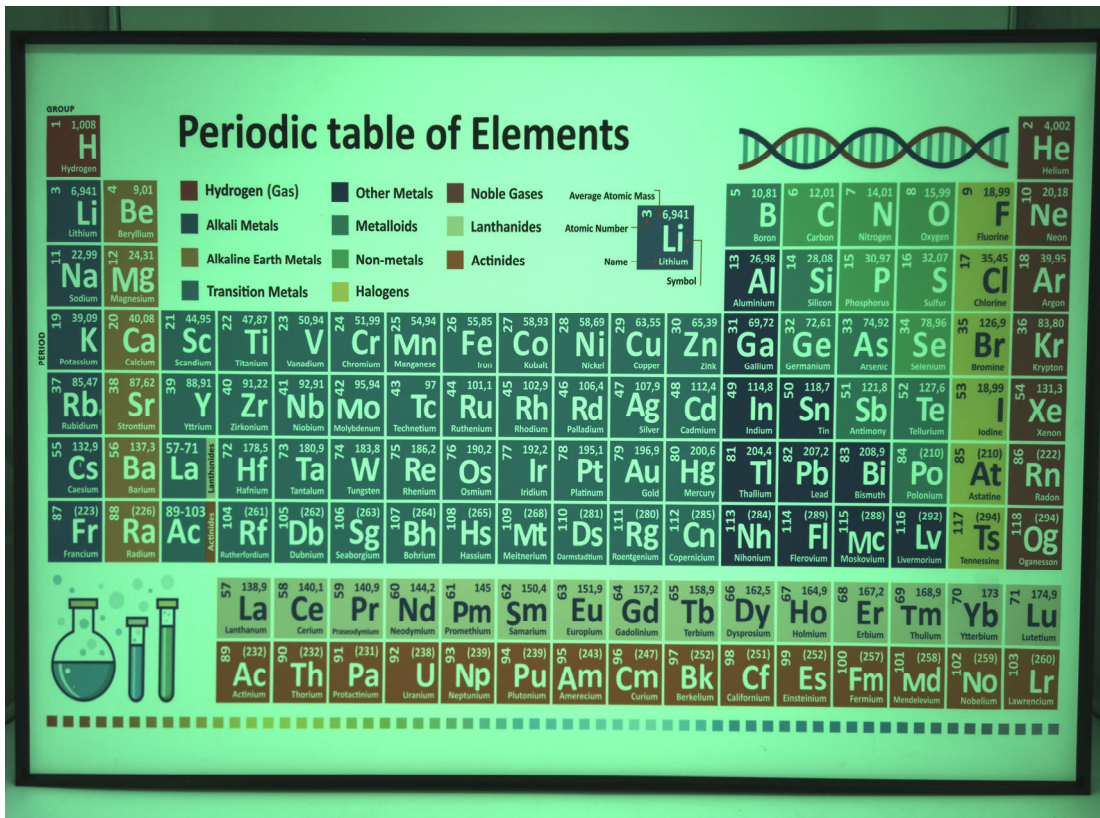 GROUP
1 1,008
H
Hydrogen
Periodic table of Elements
2 4,002
He
Helium
Hydrogen (Gas)
Alkali Metals
Alkaline Earth Metals
Transition Metals
Other Metals
Metalloids
Non-metals
Halogens
Noble Gases
Lanthanides
Actinides
Average Atomic Mass
Atomic Number
Name
Symbol
3 6,941
Li
Lithium
3 6,941 4 9,01 5 10,81 6 12,01 7 14,01 8 15,99 9 18,99 10 20,18
Li Be B C N O F Ne
Lithium Beryllium Boron Carbon Nitrogen Oxygen Fluorine Neon
11 22,99 12 24,31 13 26,98 14 28,08 15 30,97 16 32,07 17 35,45 18 39,95
Na Mg Al Si P S Cl Ar
Sodium Magnesium Aluminium Silicon Phosphorus Sulfur Chlorine Argon
PERIOD
19 39,09 20 40,08 21 44,95 22 47,87 23 50,94 24 51,99 25 54,94 26 55,85 27 58,93 28 58,69 29 63,55 30 65,39 31 69,72 32 72,61 33 74,92 34 78,96 35 126,9 36 83,80
K Ca Sc Ti V Cr Mn Fe Co Ni Cu Zn Ga Ge As Se Br Kr
Potassium Calcium Scandium Titanium Vanadium Chromium Manganese Iron Kobalt Nickel Copper Zink Gallium Germanium Arsenic Selenium Bromine Krypton
37 85,47 38 87,62 39 88,91 40 91,22 41 92,91 42 95,94 43 97 44 101,1 45 102,9 46 106,4 47 107,9 48 112,4 49 114,8 50 118,7 51 121,8 52 127,6 53 18,99 54 131,3
Rb Sr Y Zr Nb Mo Tc Ru Rh Rd Ag Cd In Sn Sb Te I Xe
Rubidium Strontium Yttrium Zirkonium Niobium Molybdenum Technetium Ruthenium Rhodium Palladium Silver Cadmium Indium Tin Antimony Tellurium Iodine Xenon
55 132,9 56 137,3 57-71 72 178,5 73 180,9 74 183,8 75 186,2 76 190,2 77 192,2 78 195,1 79 196,9 80 200,6 81 204,4 82 207,2 83 208,9 84 (210) 85 (210) 86 (222)
Cs Ba La Lanthanides Hf Ta W Re Os Ir Pt Au Hg Tl Pb Bi Po At Rn
Caesium Barium Hafnium Tantalum Tungsten Rhenium Osmium Iridium Platinum Gold Mercury Thallium Lead Bismuth Polonium Astatine Radon
87 (223) 88 (226) 89-103 104 (261) 105 (262) 106 (263) 107 (264) 108 (265) 109 (268) 110 (281) 111 (280) 112 (285) 113 (284) 114 (289) 115 (288) 116 (292) 117 (294) 118 (294)
Fr Ra Ac Actinides Rf Db Sg Bh Hs Mt Ds Rg Cn Nh Fl Mc Lv Ts Og
Francium Radium Rutherfordium Dubnium Seaborgium Bohrium Hassium Meitnerium Darmstadtium Roentgenium Copernicium Nihonium Flerovium Moskovium Livermorium Tennessine Oganesson
57 138,9 58 140,1 59 140,9 60 144,2 61 145 62 150,4 63 151,9 64 157,2 65 158,9 66 162,5 67 164,9 68 167,2 69 168,9 70 173 71 174,9
La Ce Pr Nd Pm Sm Eu Gd Tb Dy Ho Er Tm Yb Lu
Lanthanum Cerium Praseodymium Neodymium Promethium Samarium Europium Gadolinium Terbium Dysprosium Holmium Erbium Thulium Ytterbium Lutetium
89 (232) 90 (232) 91 (231) 92 (238) 93 (239) 94 (239) 95 (243) 96 (247) 97 (252) 98 (251) 99 (252) 100 (257) 101 (258) 102 (259) 103 (260)
Ac Th Pa U Np Pu Am Cm Bk Cf Es Fm Md No Lr
Actinium Thorium Protactinium Uranium Neptunium Plutonium Amerecium Curium Berkelium Californium Einsteinium Fermium Mendelevium Nobelium Lawrencium